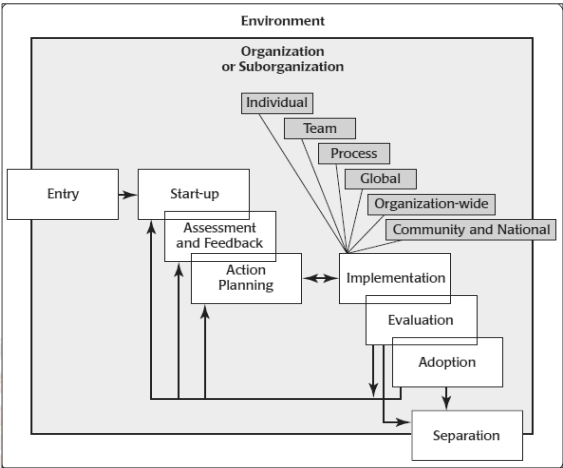 Environment
Organization
or Suborganization
Individual
Team
Process
Global
Organization-wide
Community and National
Entry
Start-up
Assessment
and Feedback
Action
Planning
Implementation
Evaluation
Adoption
Separation